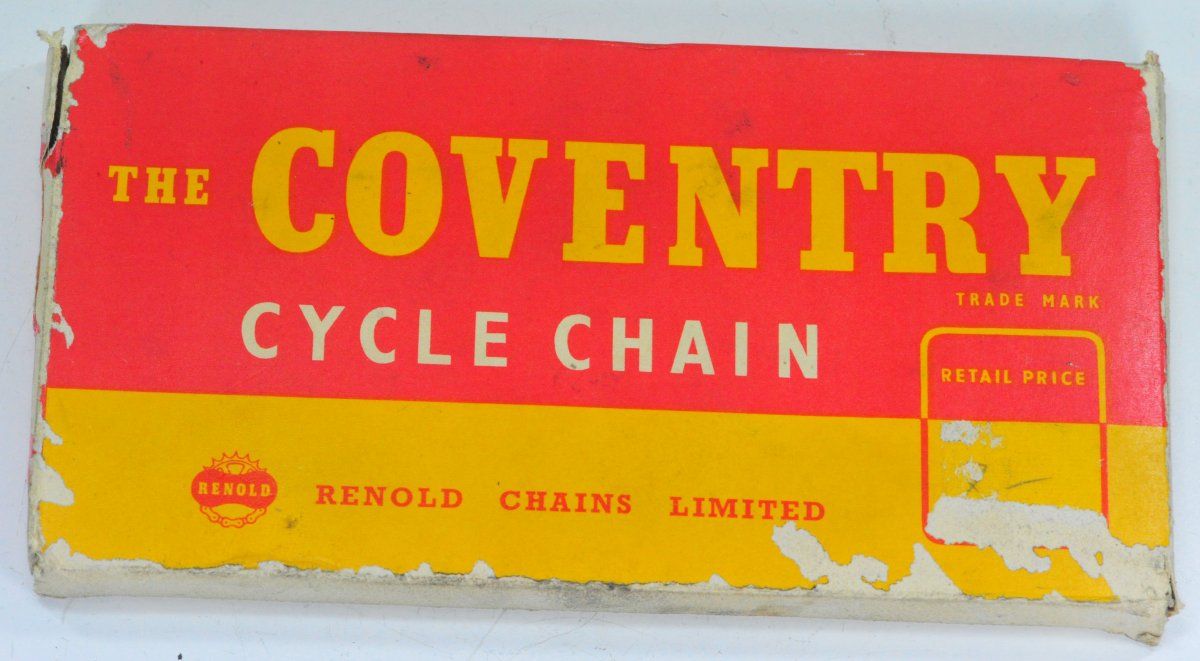 THE COVENTRY
TRADE MARK
CYCLE CHAIN
RETAIL PRICE
RENOLD
RENOLD CHAINS LIMITED